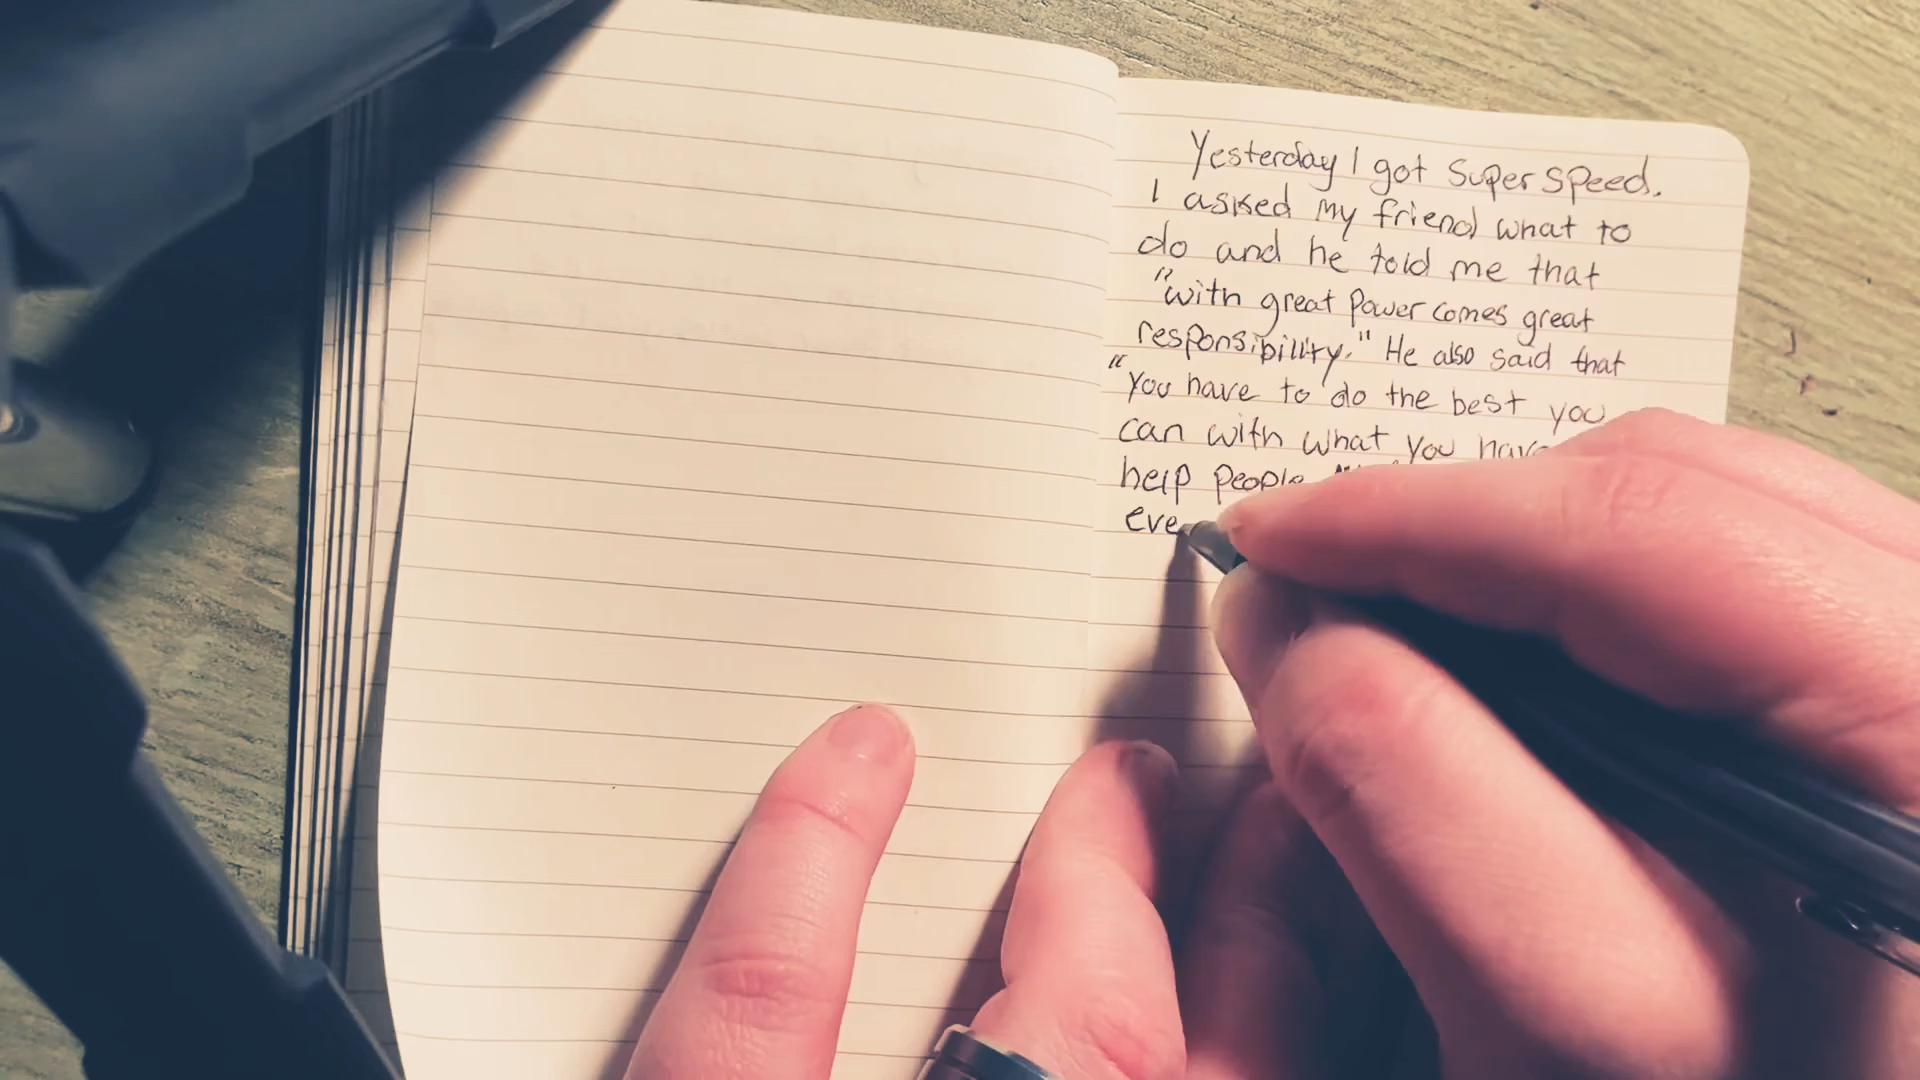 Yesterday I got Super speed.
I asked my friend what to
do and he told me that
"with great power comes great
responsibility." He also said that
"You have to do the best you
can with what you have
help people
eve